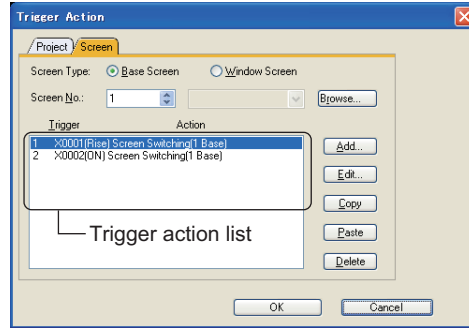 Trigger Action
Project Screen
Screen Type: Base Screen Window Screen
Screen No.: 1 Browse...
Trigger Action
1 X0001(Rise) Screen Switching(1 Base)
2 X0002(ON) Screen Switching(1 Base)
Add...
Edit...
Copy
Trigger action list
Paste
Delete
OK Cancel